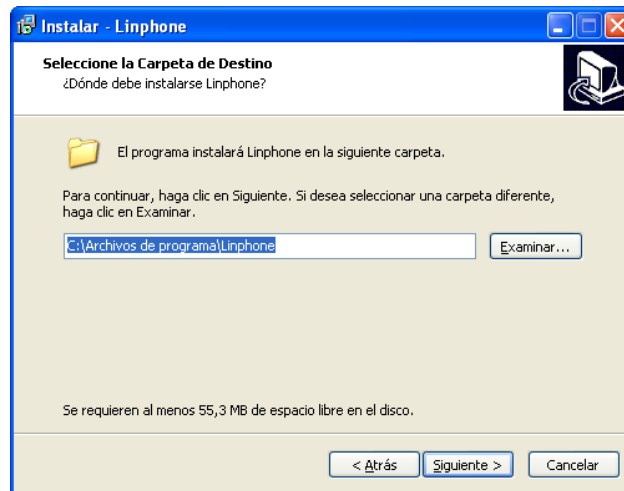 Instalar - Linphone
Seleccione la Carpeta de Destino
¿Dónde debe instalarse Linphone?
El programa instalará Linphone en la siguiente carpeta.
Para continuar, haga clic en Siguiente. Si desea seleccionar una carpeta diferente,
haga clic en Examinar.
C:\Archivos de programa\Linphone
Examinar...
Se requieren al menos 55,3 MB de espacio libre en el disco.
< Atrás
Siguiente >
Cancelar